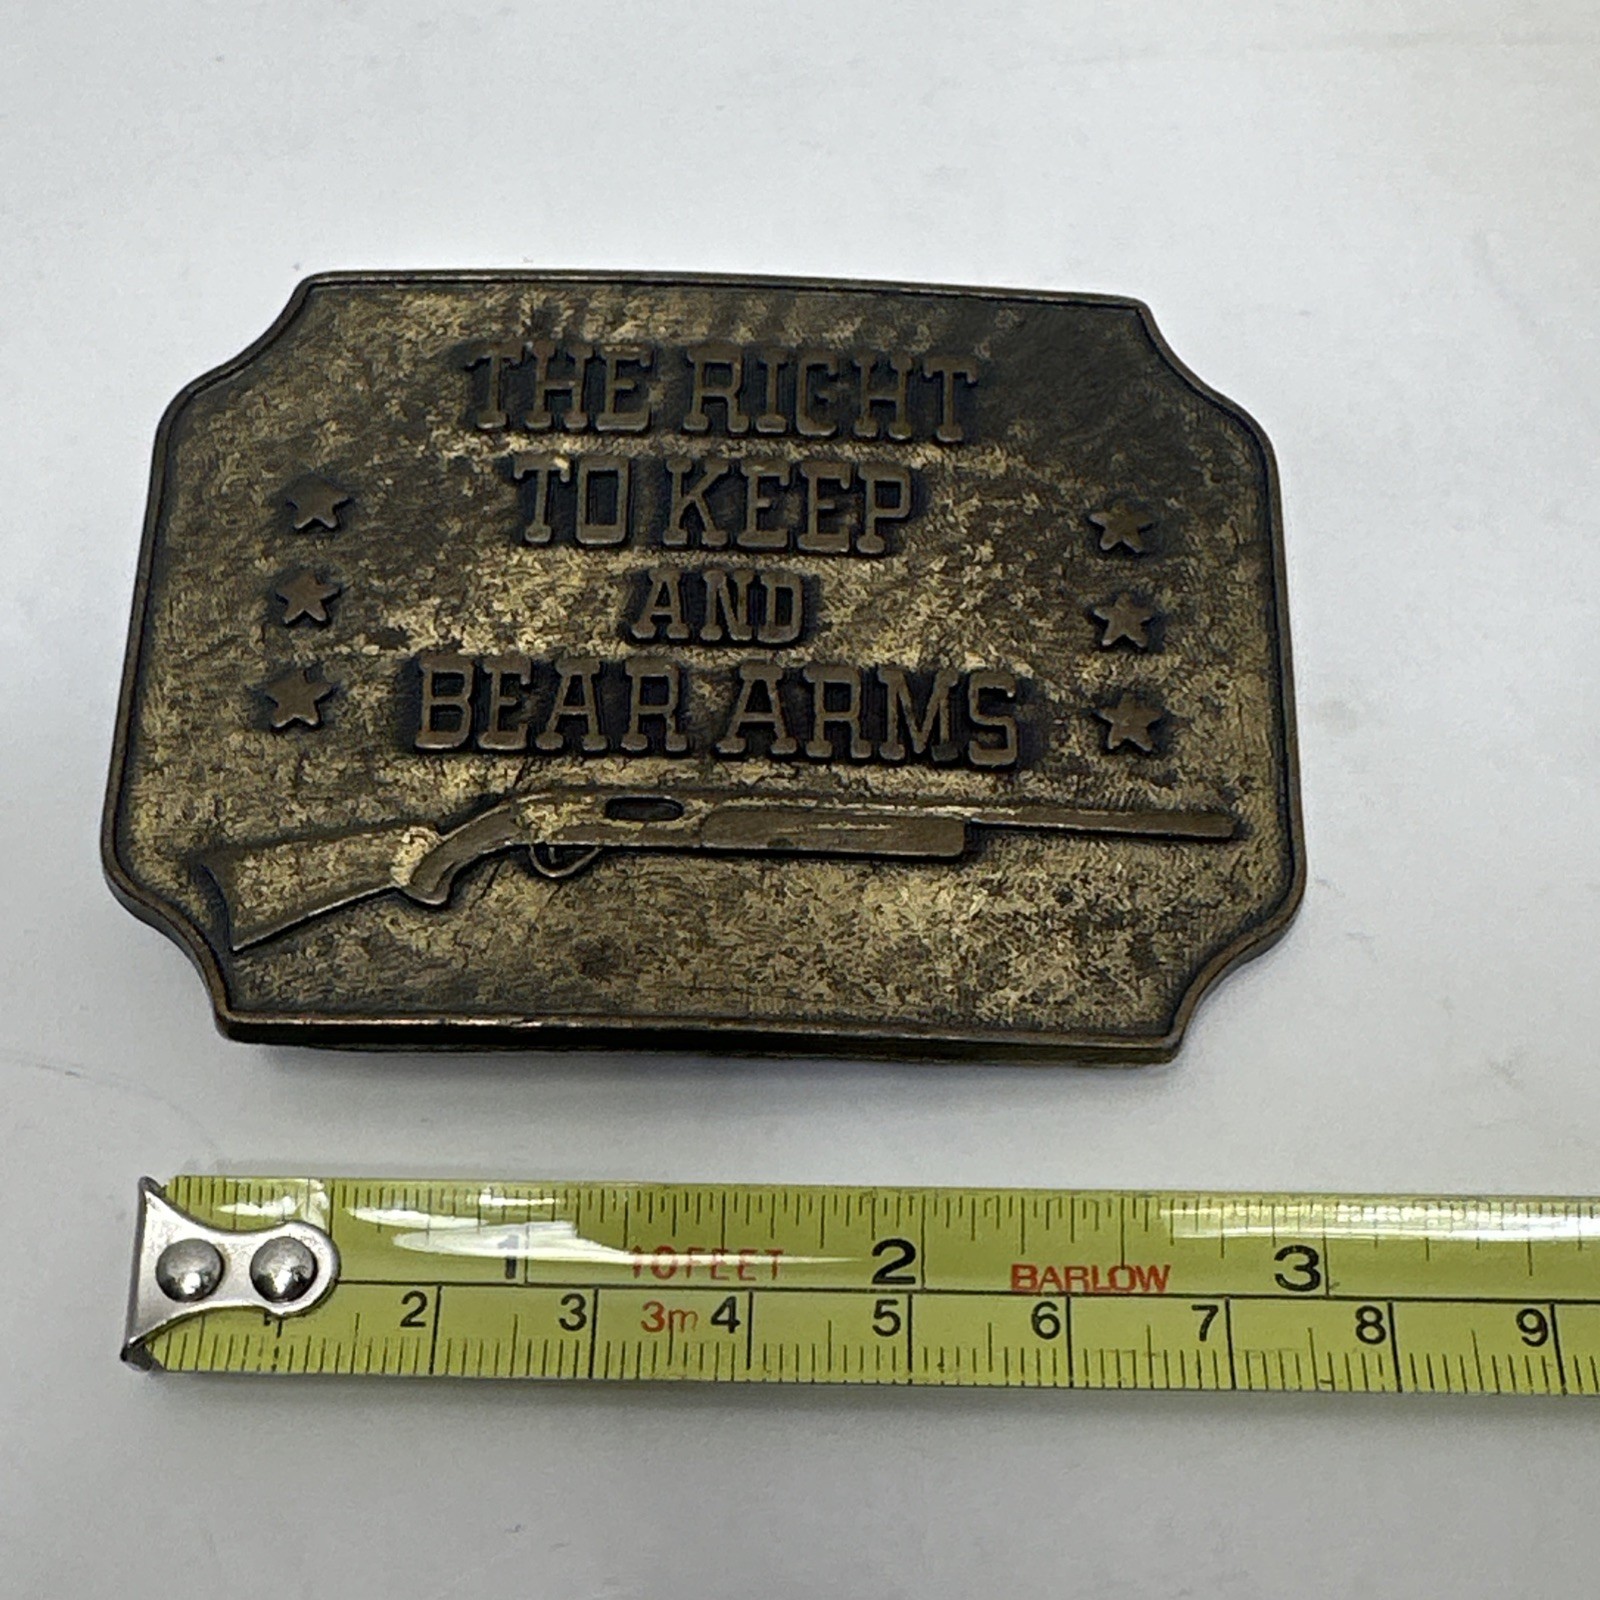 THE RIGHT
TO KEEP
AND
BEAR ARMS
1 10FEET 2 BARLOW 3
1 2 3 3m 4 5 6 7 8 9